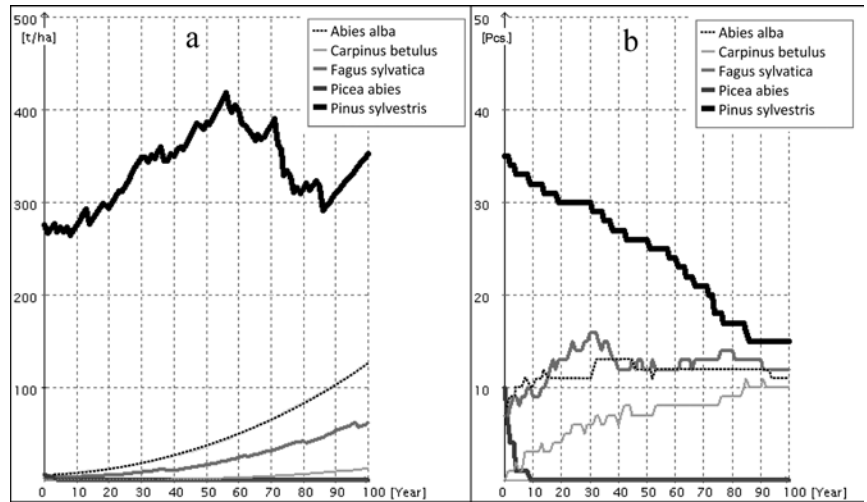 500
[t/ha]
400
300
200
100
0 10 20 30 40 50 60 70 80 90 100 [Year]
a
Abies alba
Carpinus betulus
Fagus sylvatica
Picea abies
Pinus sylvestris
50
[Pcs.]
40
30
20
10
0 10 20 30 40 50 60 70 80 90 100
[Year]
b
Abies alba
Carpinus betulus
Fagus sylvatica
Picea abies
Pinus sylvestris